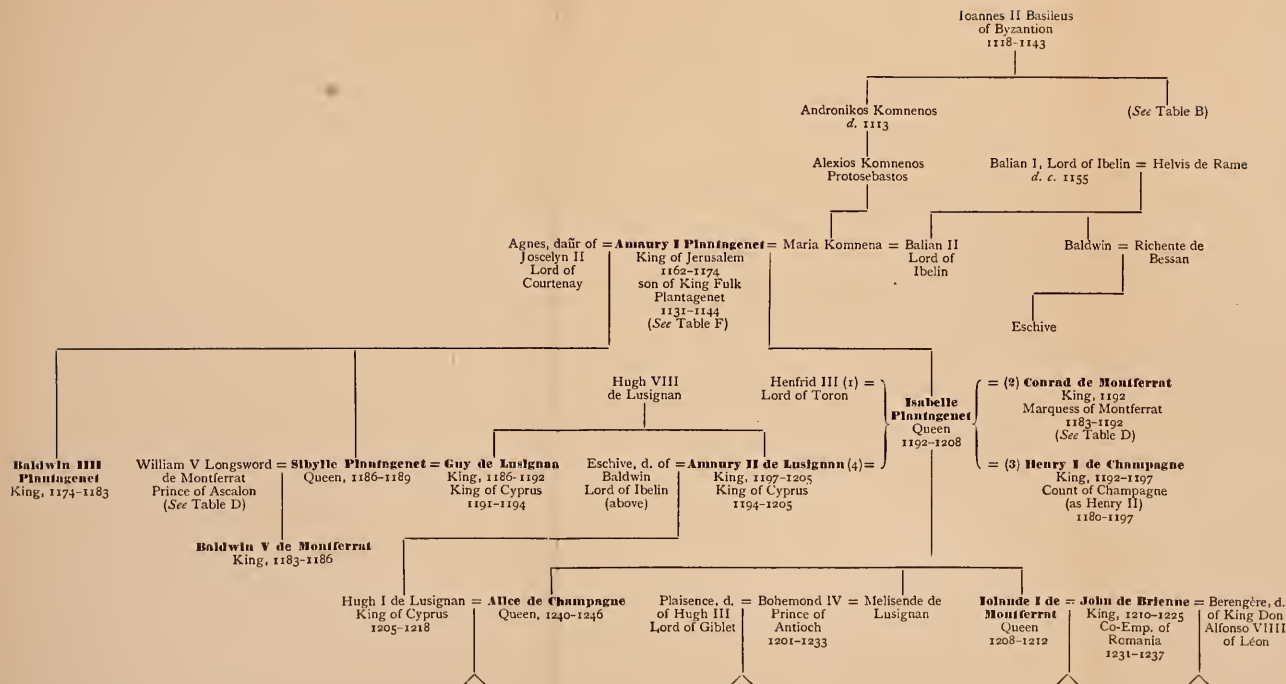 Ioannes II Basileus
of Byzantion
1118-1143
Andronikos Komnenos
d. 1113
(See Table B)
Alexios Komnenos
Protosebastos
Balian I, Lord of Ibelin = Helvis de Rame
d. c. 1155
Agnes, daûr of = Amaury I Plantagenet = Maria Komnena = Balian II
Joscelyn II
Lord of
Courtenay
King of Jerusalem
1162-1174
son of King Fulk
Plantagenet
1131-1144
(See Table F)
Lord of
Ibelin
Baldwin = Richente de
Bessan
Eschive
Hugh VIII
de Lusignan
Henfrid III (1) =
Lord of Toron
Isabelle
Plantagenet
Queen
1192-1208
= (2) Conrad de Montferrat
King, 1192
Marquess of Montferrat
1183-1192
(See Table D)
Baldwin IIII
Plantagenet
King, 1174-1183
William V Longsword = Sibylle Plantagenet = Guy de Lusignan
de Montferrat
Prince of Ascalon
(See Table D)
Queen, 1186-1189
King, 1186-1192
King of Cyprus
1191-1194
Eschive, d. of = Amaury II de Lusignan (4) =
Baldwin
Lord of Ibelin
(above)
King, 1197-1205
King of Cyprus
1194-1205
= (3) Henry I de Champagne
King, 1192-1197
Count of Champagne
(as Henry II)
1180-1197
Baldwin V de Montferrat
King, 1183-1186
Hugh I de Lusignan = Alice de Champagne
King of Cyprus
1205-1218
Queen, 1240-1246
Plaisence, d. = Bohemond IV = Melisende de
of Hugh III
Lord of Giblet
Prince of
Antioch
1201-1233
Lusignan
Iolande I de = John de Brienne = Berengère, d.
Montferrat
Queen
1208-1212
King, 1210-1225
Co-Emp. of
Romania
1231-1237
of King Don
Alfonso VIIII
of Léon